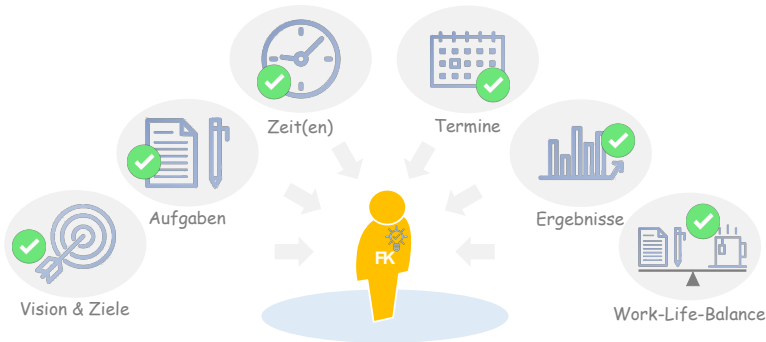 Zeit(en)
Termine
Aufgaben
Ergebnisse
Vision & Ziele
Work-Life-Balance
FK